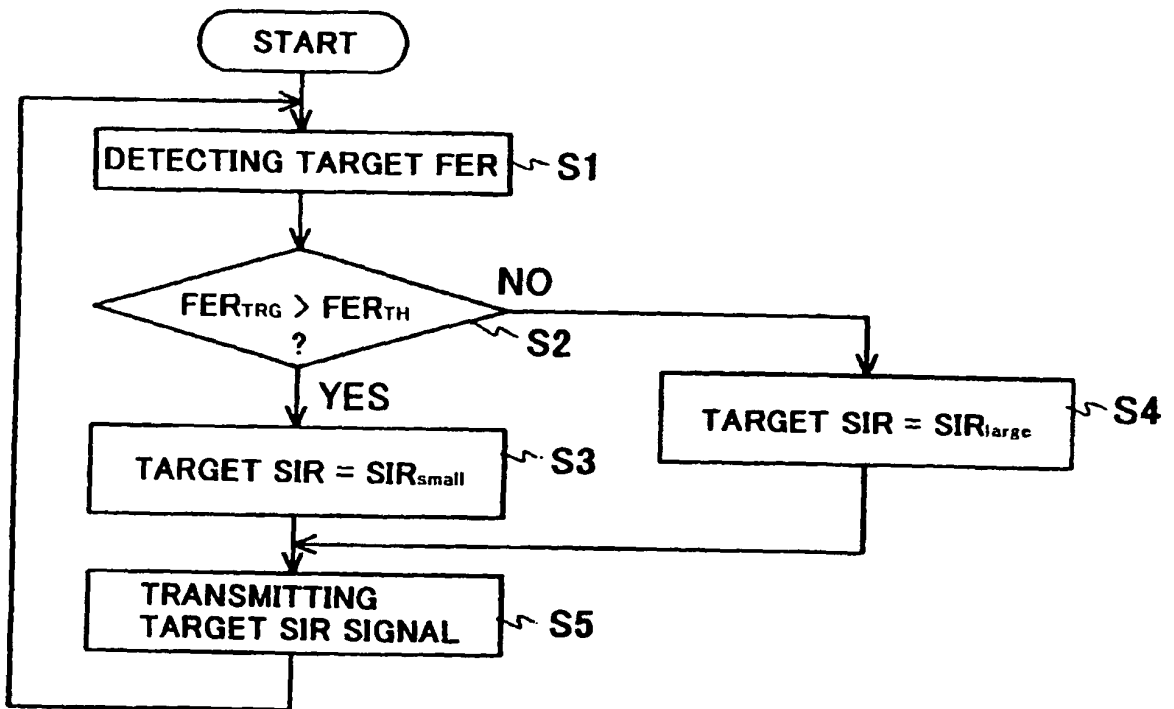 START
DETECTING TARGET FER
S1
FERTRG > FERTH
?
S2
NO
YES
TARGET SIR = SIRsmall
S3
TARGET SIR = SIRlarge
S4
TRANSMITTING
TARGET SIR SIGNAL
S5